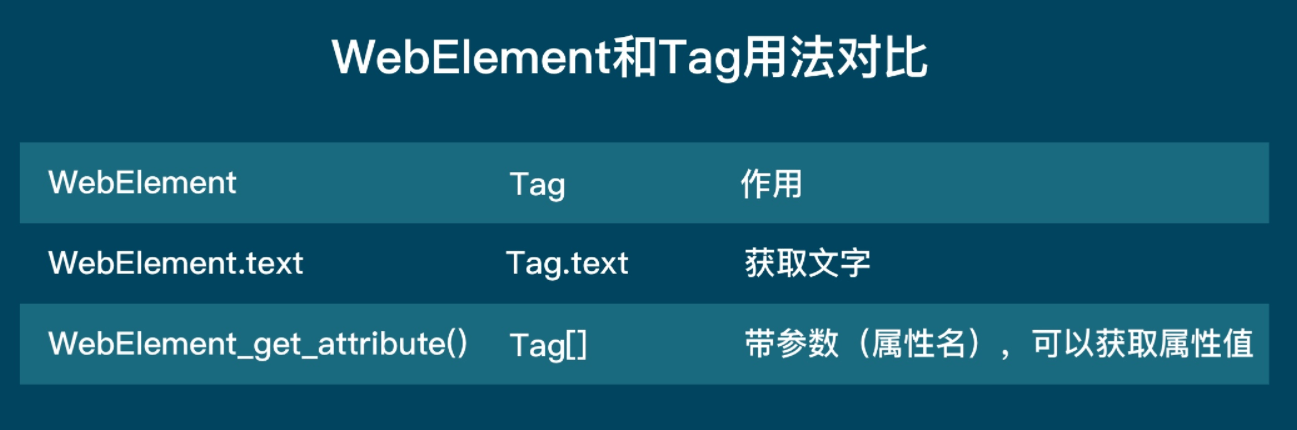 WebElement和Tag用法对比
WebElement Tag 作用
WebElement.text Tag.text 获取文字
WebElement_get_attribute() Tag[] 带参数（属性名），可以获取属性值